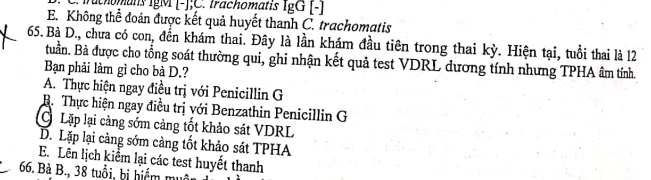 D. C. trachomatis IgM [-];C. trachomatis IgG [-]
E. Không thể đoán được kết quả huyết thanh C. trachomatis
65. Bà D., chưa có con, đến khám thai. Đây là lần khám đầu tiên trong thai kỳ. Hiện tại, tuổi thai là 12
tuần. Bà được cho tổng soát thường qui, ghi nhận kết quả test VDRL dương tính nhưng TPHA âm tính.
Bạn phải làm gì cho bà D.?
A. Thực hiện ngay điều trị với Penicillin G
B. Thực hiện ngay điều trị với Benzathin Penicillin G
C Lặp lại càng sớm càng tốt khảo sát VDRL
D. Lặp lại càng sớm càng tốt khảo sát TPHA
E. Lên lịch kiểm lại các test huyết thanh
66. Bà B., 38 tuổi, bị hiếm muộn